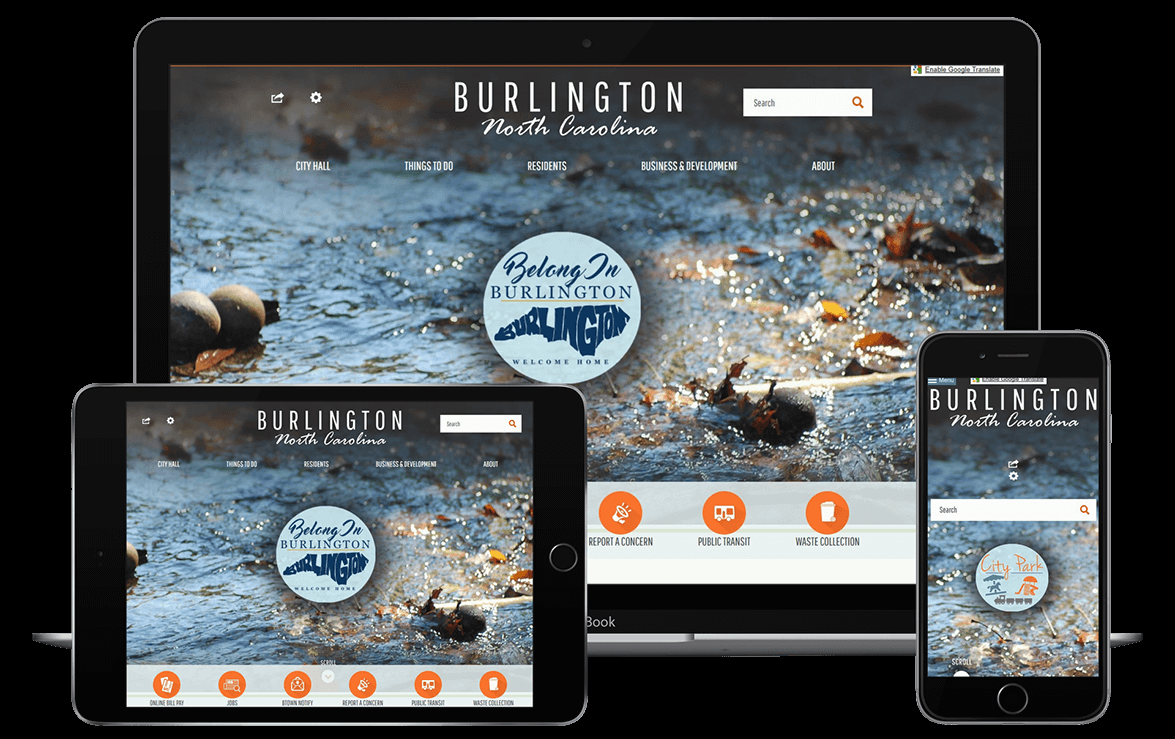 Enable Google Translate
BURLINGTON
North Carolina
Search
CITY HALL THINGS TO DO RESIDENTS BUSINESS & DEVELOPMENT ABOUT
Belong In
BURLINGTON
BURLINGTON
WELCOME HOME
REPORT A CONCERN PUBLIC TRANSIT WASTE COLLECTION
Book
BURLINGTON
North Carolina
Search
CITY HALL THINGS TO DO RESIDENTS BUSINESS & DEVELOPMENT ABOUT
Belong In
BURLINGTON
BURLINGTON
WELCOME HOME
SCROLL
ONLINE BILL PAY JOBS BTOWN NOTIFY REPORT A CONCERN PUBLIC TRANSIT WASTE COLLECTION
Menu Enable Google Translate
BURLINGTON
North Carolina
Search
City Park
SCROLL